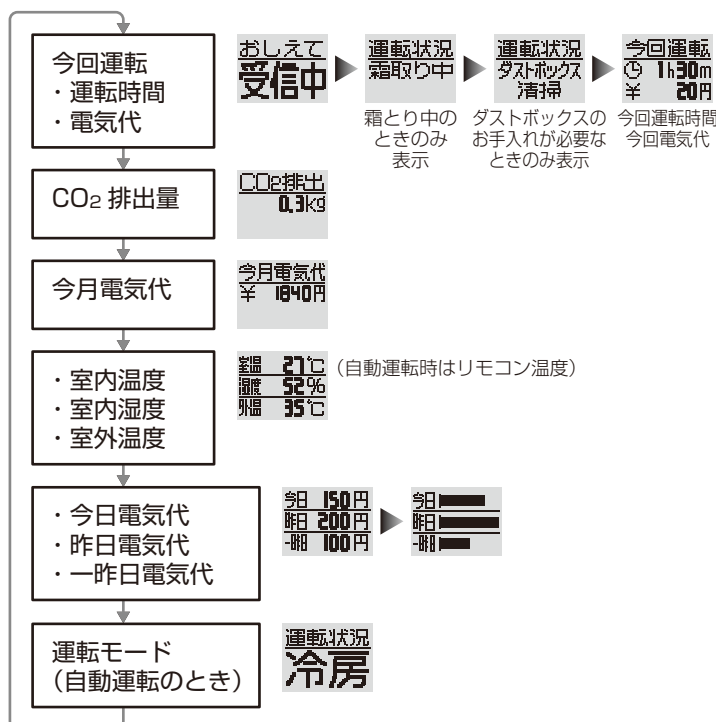 今回運転
・運転時間
・電気代
おしえて
受信中
運転状況
霜取り中
運転状況
ダストボックス
清掃
今回運転
1h30m
¥ 20円
霜とり中の
ときのみ
表示
ダストボックスの
お手入れが必要な
ときのみ表示
今回運転時間
今回電気代
CO2 排出量
CO2排出
0.3kg
今月電気代
今月電気代
¥ 1840円
・室内温度
・室内湿度
・室外温度
室温 27℃
湿度 52%
外温 35℃
（自動運転時はリモコン温度）
・今日電気代
・昨日電気代
・一昨日電気代
今日 150円
昨日 200円
一昨日 100円
今日
昨日
一昨日
運転モード
（自動運転のとき）
運転状況
冷房